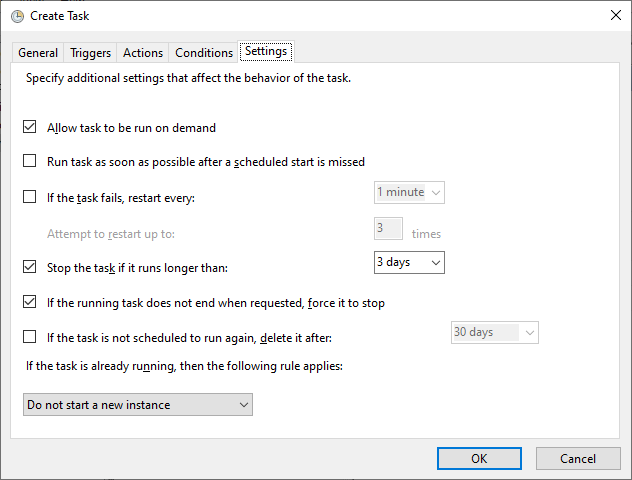 Create Task
General Triggers Actions Conditions Settings
Specify additional settings that affect the behavior of the task.
Allow task to be run on demand
Run task as soon as possible after a scheduled start is missed
If the task fails, restart every: 1 minute
Attempt to restart up to: 3 times
Stop the task if it runs longer than: 3 days
If the running task does not end when requested, force it to stop
If the task is not scheduled to run again, delete it after: 30 days
If the task is already running, then the following rule applies:
Do not start a new instance
OK Cancel